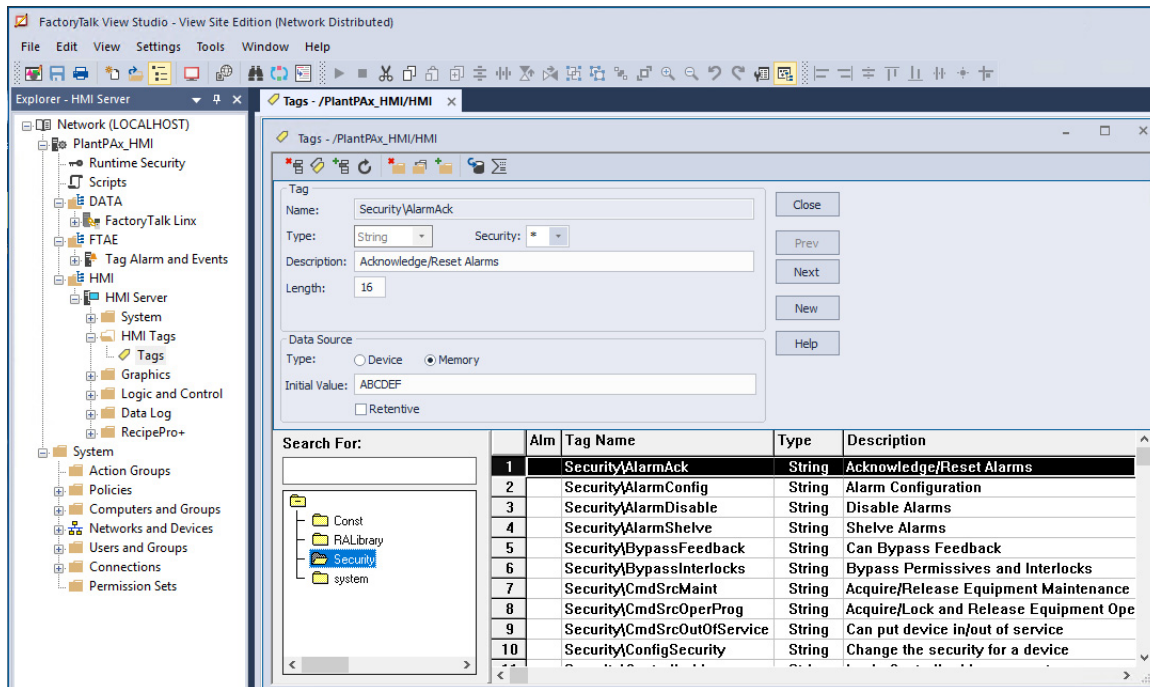 FactoryTalk View Studio - View Site Edition (Network Distributed)
File Edit View Settings Tools Window Help
Explorer - HMI Server
Tags - /PlantPAx_HMI/HMI
Network (LOCALHOST)
PlantPAx_HMI
Runtime Security
Scripts
DATA
FactoryTalk Linx
FTAE
Tag Alarm and Events
HMI
HMI Server
System
HMI Tags
Tags
Graphics
Logic and Control
Data Log
RecipePro+
System
Action Groups
Policies
Computers and Groups
Networks and Devices
Users and Groups
Connections
Permission Sets
Tags - /PlantPAx_HMI/HMI
Tag
Name: Security\AlarmAck
Type: String Security: *
Description: Acknowledge/Reset Alarms
Length: 16
Close
Prev
Next
New
Help
Data Source
Type: Device Memory
Initial Value: ABCDEF
Retentive
Search For:
Const
RALibrary
Security
system
Alm Tag Name Type Description
1 Security\AlarmAck String Acknowledge/Reset Alarms
2 Security\AlarmConfig String Alarm Configuration
3 Security\AlarmDisable String Disable Alarms
4 Security\AlarmShelve String Shelve Alarms
5 Security\BypassFeedback String Can Bypass Feedback
6 Security\BypassInterlocks String Bypass Permissives and Interlocks
7 Security\CmdSrcMaint String Acquire/Release Equipment Maintenance
8 Security\CmdSrcOperProg String Acquire/Lock and Release Equipment Ope
9 Security\CmdSrcOutOfService String Can put device in/out of service
10 Security\ConfigSecurity String Change the security for a device